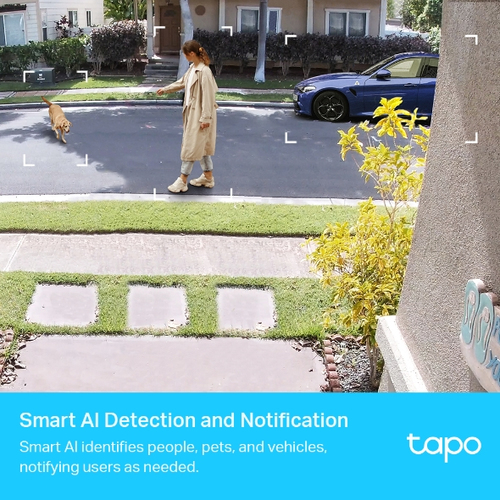 Smart AI Detection and Notification
Smart AI identifies people, pets, and vehicles,
notifying users as needed.
tapo